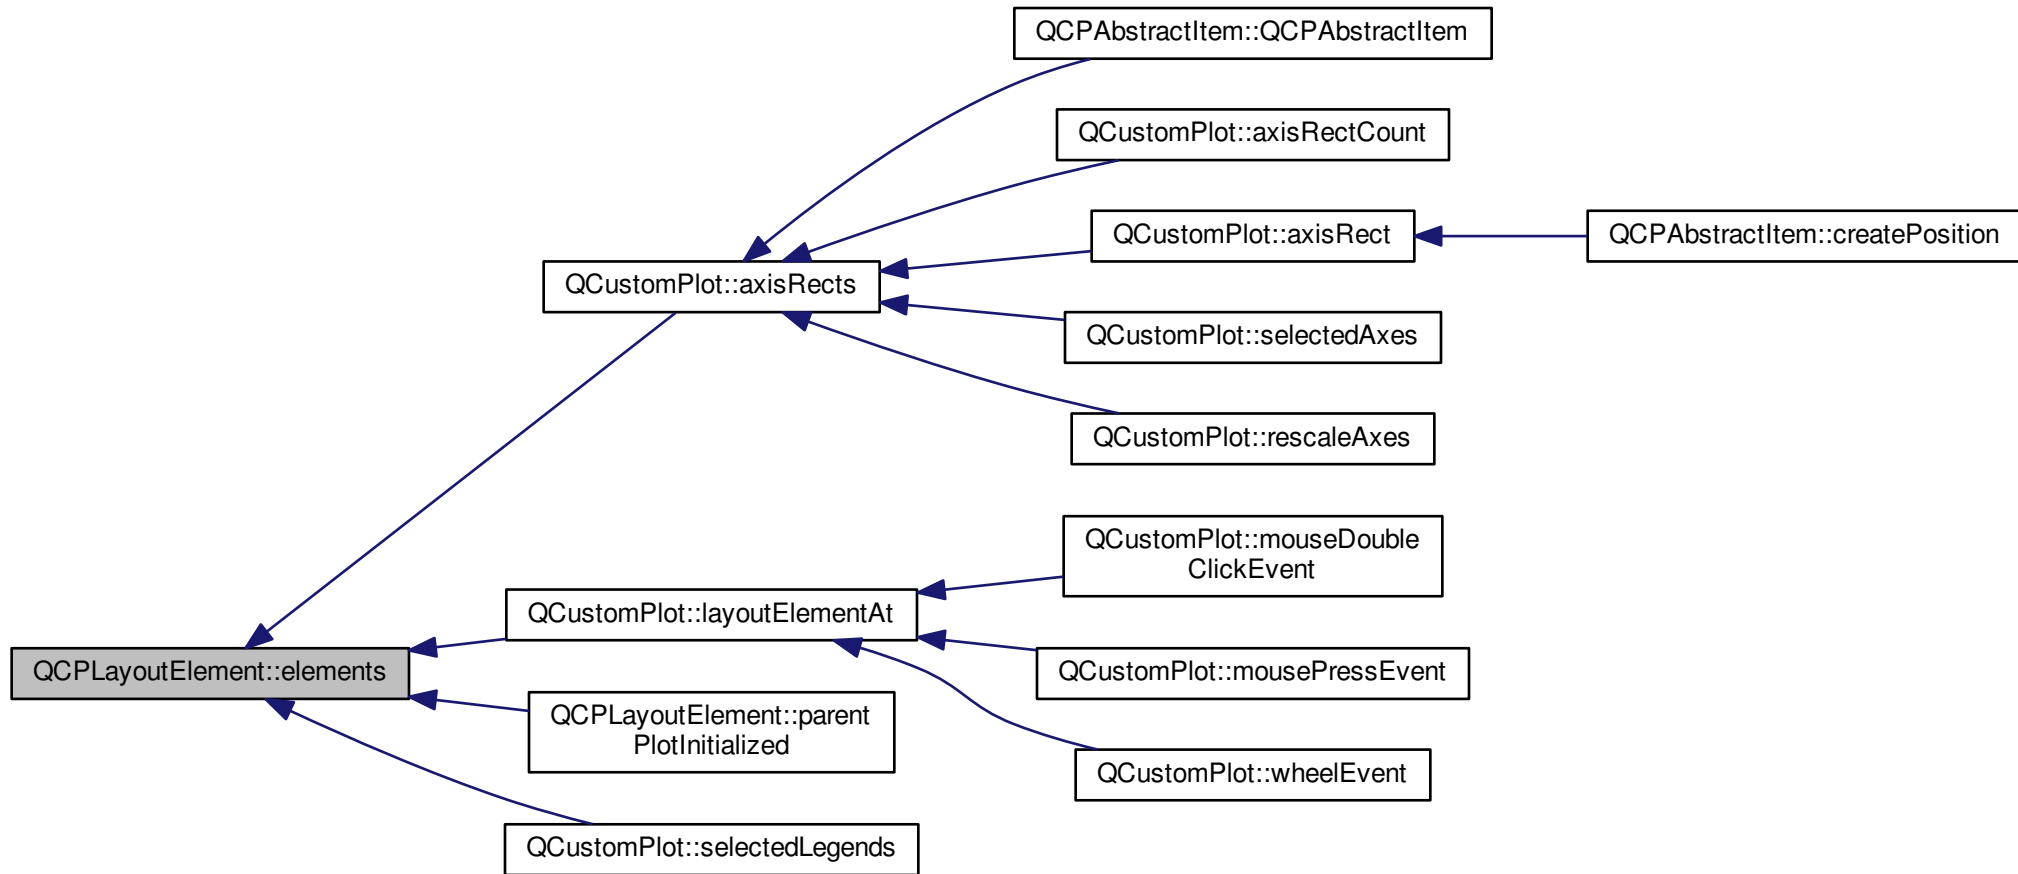 QCPAbstractItem::QCPAbstractItem
QCustomPlot::axisRectCount
QCustomPlot::axisRect
QCPAbstractItem::createPosition
QCustomPlot::axisRects
QCustomPlot::selectedAxes
QCustomPlot::rescaleAxes
QCustomPlot::mouseDouble
ClickEvent
QCustomPlot::layoutElementAt
QCPLayoutElement::elements
QCustomPlot::mousePressEvent
QCPLayoutElement::parent
PlotInitialized
QCustomPlot::wheelEvent
QCustomPlot::selectedLegends